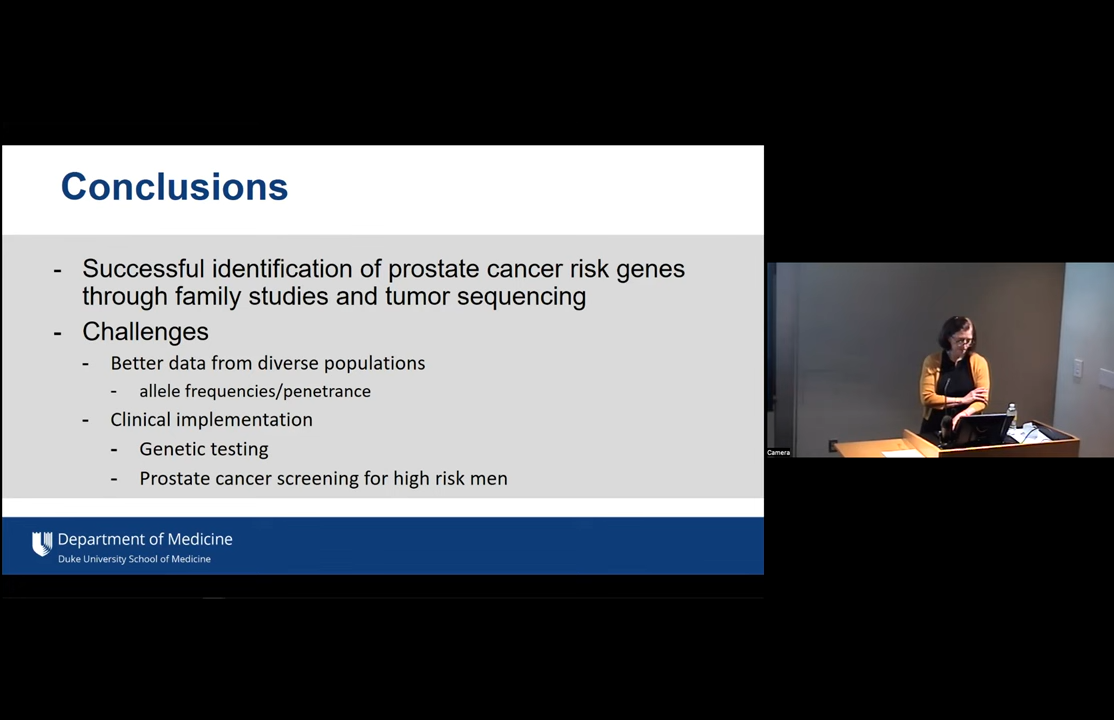 Conclusions
- Successful identification of prostate cancer risk genes
through family studies and tumor sequencing
- Challenges
- Better data from diverse populations
- allele frequencies/penetrance
- Clinical implementation
- Genetic testing
- Prostate cancer screening for high risk men
Department of Medicine
Duke University School of Medicine
Camera